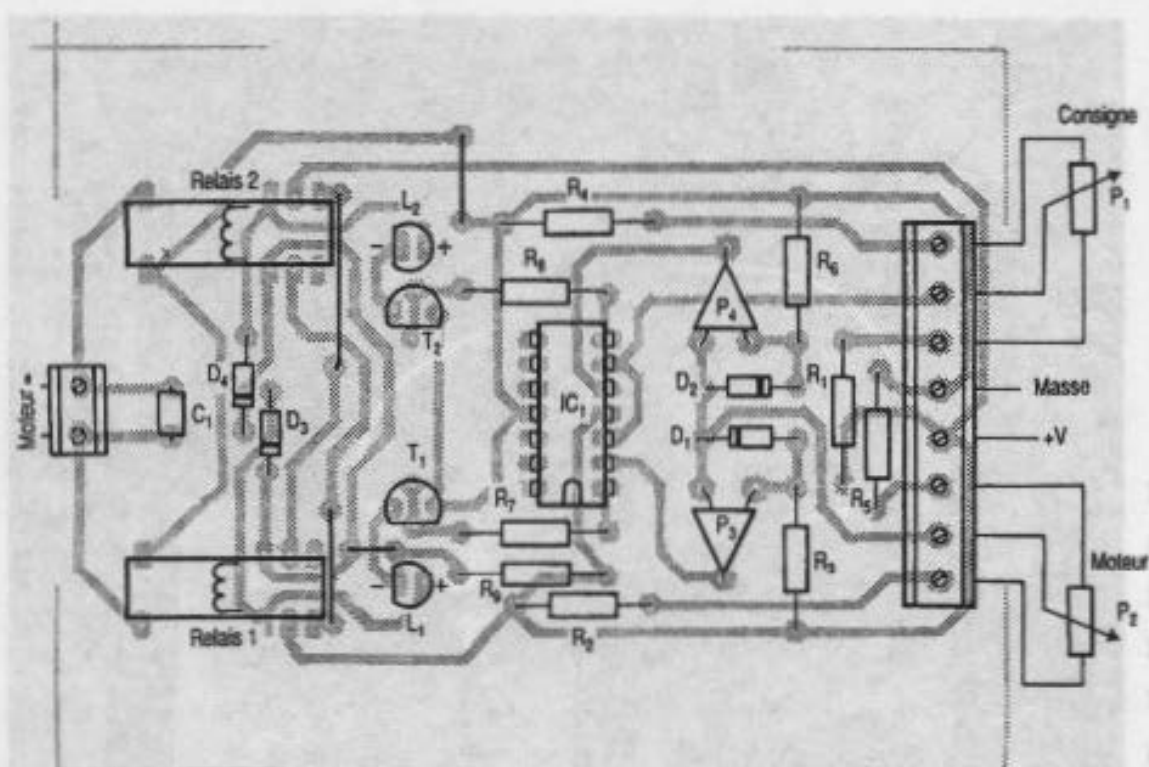 Consigne
Relais 2
L2
R4
P1
R8
R6
P4
T2
D4
D2
R1
Masse
Moteur +
C1
D3
IC1
+V
D1
T1
R7
R5
P3
R3
Moteur
R9
P2
L1
Relais 1
R2
- +
- +